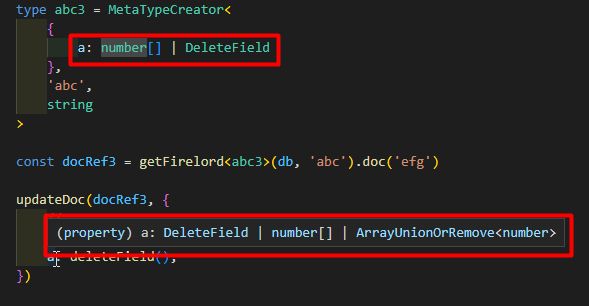 type abc3 = MetaTypeCreator<
{
a: number[] | DeleteField
},
'abc',
string
>
const docRef3 = getFirelord<abc3>(db, 'abc').doc('efg')
updateDoc(docRef3, {
(property) a: DeleteField | number[] | ArrayUnionOrRemove<number>
a: deleteField(),
})